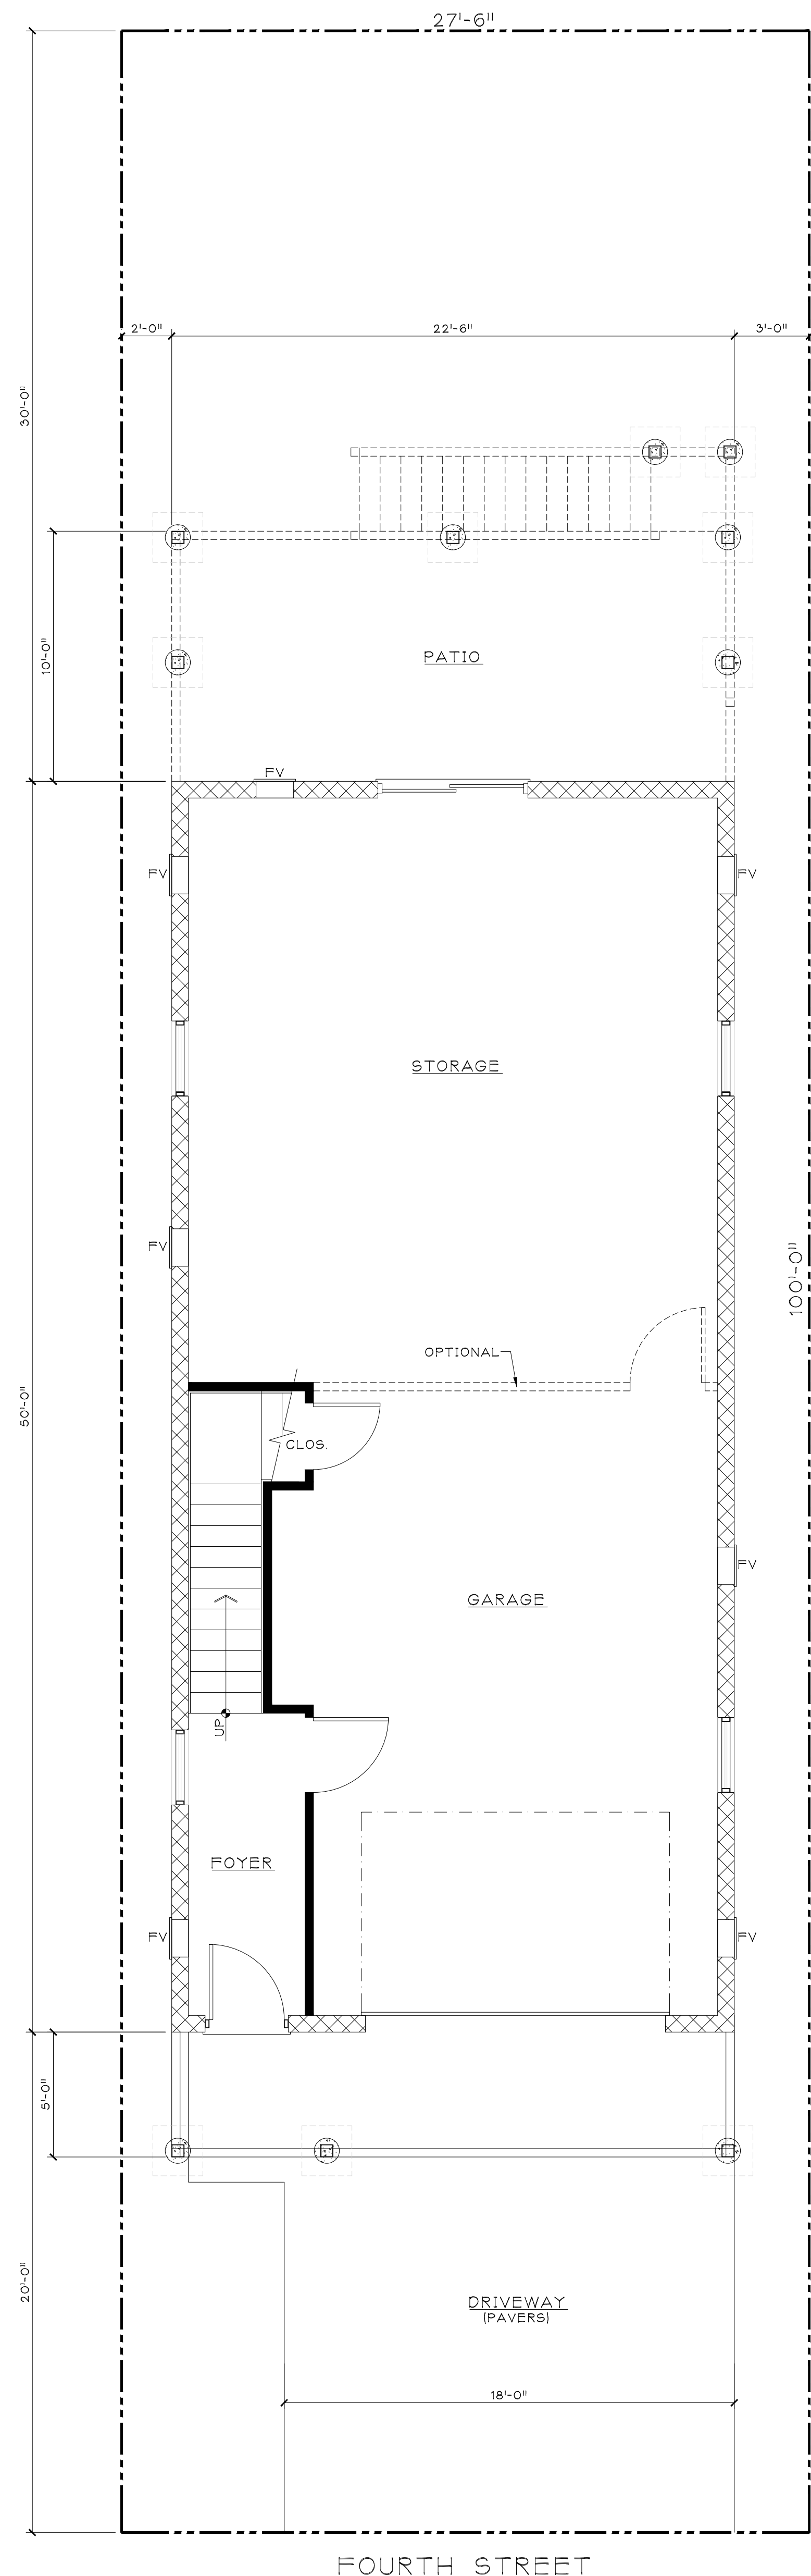 27'-6"
2'-0"
22'-6"
3'-0"
30'-0"
10'-0"
PATIO
FV
FV
FV
STORAGE
FV
100'-0"
OPTIONAL
50'-0"
CLOS.
FV
GARAGE
UP
FOYER
FV
FV
5'-0"
20'-0"
DRIVEWAY
(PAVERS)
18'-0"
FOURTH STREET